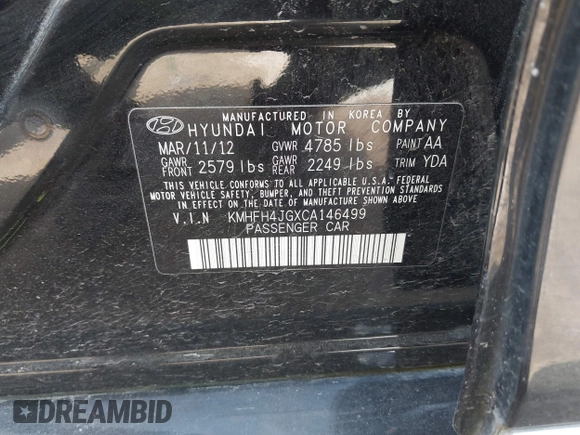 MANUFACTURED IN KOREA BY
HYUNDAI MOTOR COMPANY
MAR/11/12 GVWR 4785 lbs PAINT AA
GAWR FRONT 2579 lbs GAWR REAR 2249 lbs TRIM YDA
THIS VEHICLE CONFORMS TO ALL APPLICABLE U.S.A. FEDERAL
MOTOR VEHICLE SAFETY, BUMPER, AND THEFT PREVENTION STANDARDS
IN EFFECT ON THE DATE OF MANUFACTURE SHOWN ABOVE.
V.I.N KMHFH4JGXCA146499
PASSENGER CAR
DREAMBID